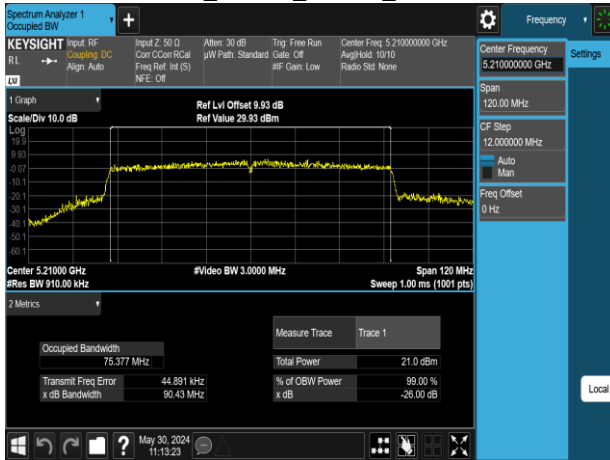 Spectrum Analyzer 1
Occupied BW
Frequency
KEYSIGHT Input: RF
RL Coupling: DC
Align: Auto
LXI
Input Z: 50 Ω
Corr CCorr RCal
Freq Ref: Int (S)
NFE: Off
Atten: 30 dB
µW Path: Standard
Trig: Free Run
Gate: Off
#IF Gain: Low
Center Freq: 5.210000000 GHz
Avg|Hold: 10/10
Radio Std: None
Center Frequency
5.210000000 GHz
Settings
Span
120.00 MHz
CF Step
12.000000 MHz
Auto
Man
Freq Offset
0 Hz
Local
1 Graph
Scale/Div 10.0 dB
Ref Lvl Offset 9.93 dB
Ref Value 29.93 dBm
Log
19.9
9.93
-0.07
-10.1
-20.1
-30.1
-40.1
-50.1
-60.1
Center 5.21000 GHz #Video BW 3.0000 MHz Span 120 MHz
#Res BW 910.00 kHz Sweep 1.00 ms (1001 pts)
2 Metrics
Measure Trace Trace 1
Occupied Bandwidth
75.377 MHz
Total Power 21.0 dBm
Transmit Freq Error 44.891 kHz
% of OBW Power 99.00 %
x dB Bandwidth 90.43 MHz
x dB -26.00 dB
?
May 30, 2024
11:13:23